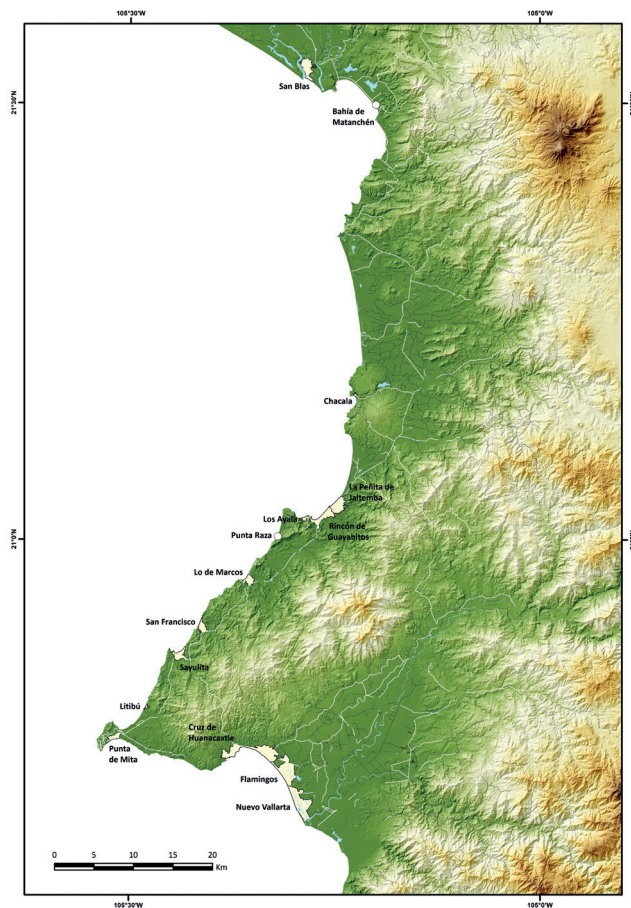 105°30'W
105°0'W
San Blas
21°30'N
Bahía de
Matanchén
Chacala
La Peñita de
Jaltemba
Los Ayala
Rincón de
Guayabitos
Punta Raza
21°0'N
Lo de Marcos
San Francisco
Sayulita
Litibú
Cruz de
Huanacaxtle
Punta
de Mita
Flamingos
Nuevo Vallarta
0 5 10 15 20
Km
105°30'W
105°0'W